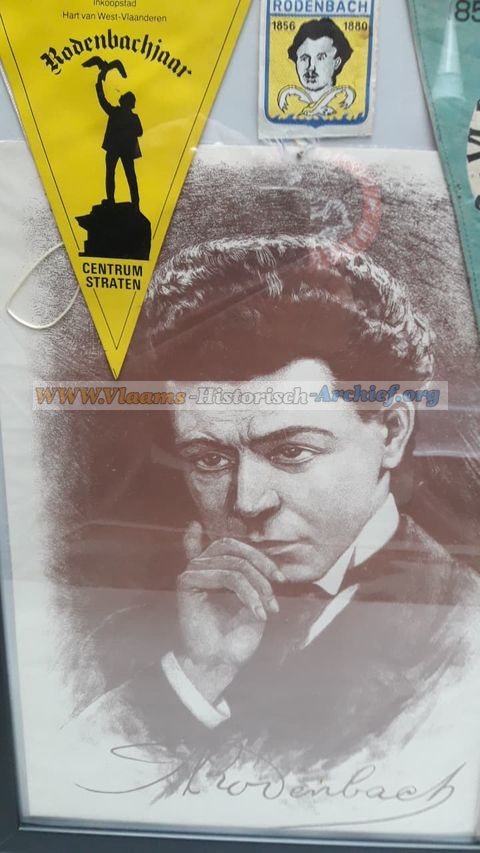 Inkoopstad
Hart van West-Vlaanderen
Rodenbachjaar
CENTRUM
STRATEN
RODENBACH
1856 1880
85
WWW.Vlaams-Historisch-Archief.org
Rodenbach